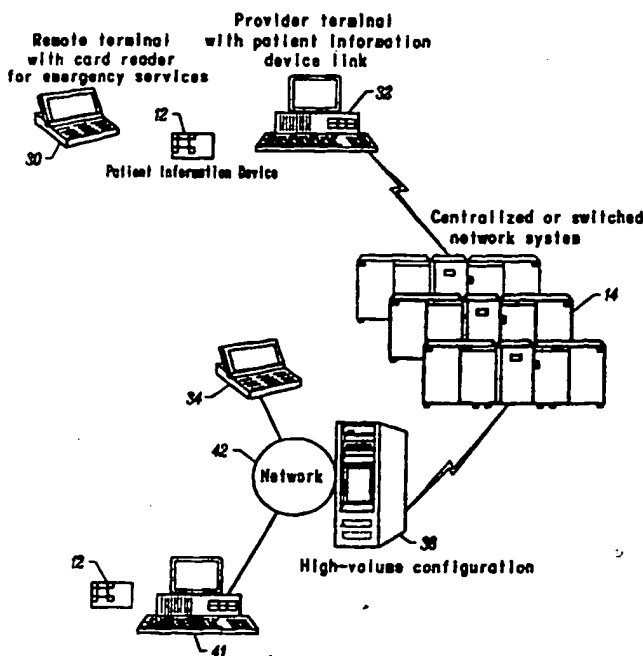 Provider terminal
with patient information
device link
Remote terminal
with card reader
for emergency services
32
12
30
Patient Information Device
Centralized or switched
network system
14
34
42
Network
38
High-volume configuration
12
41